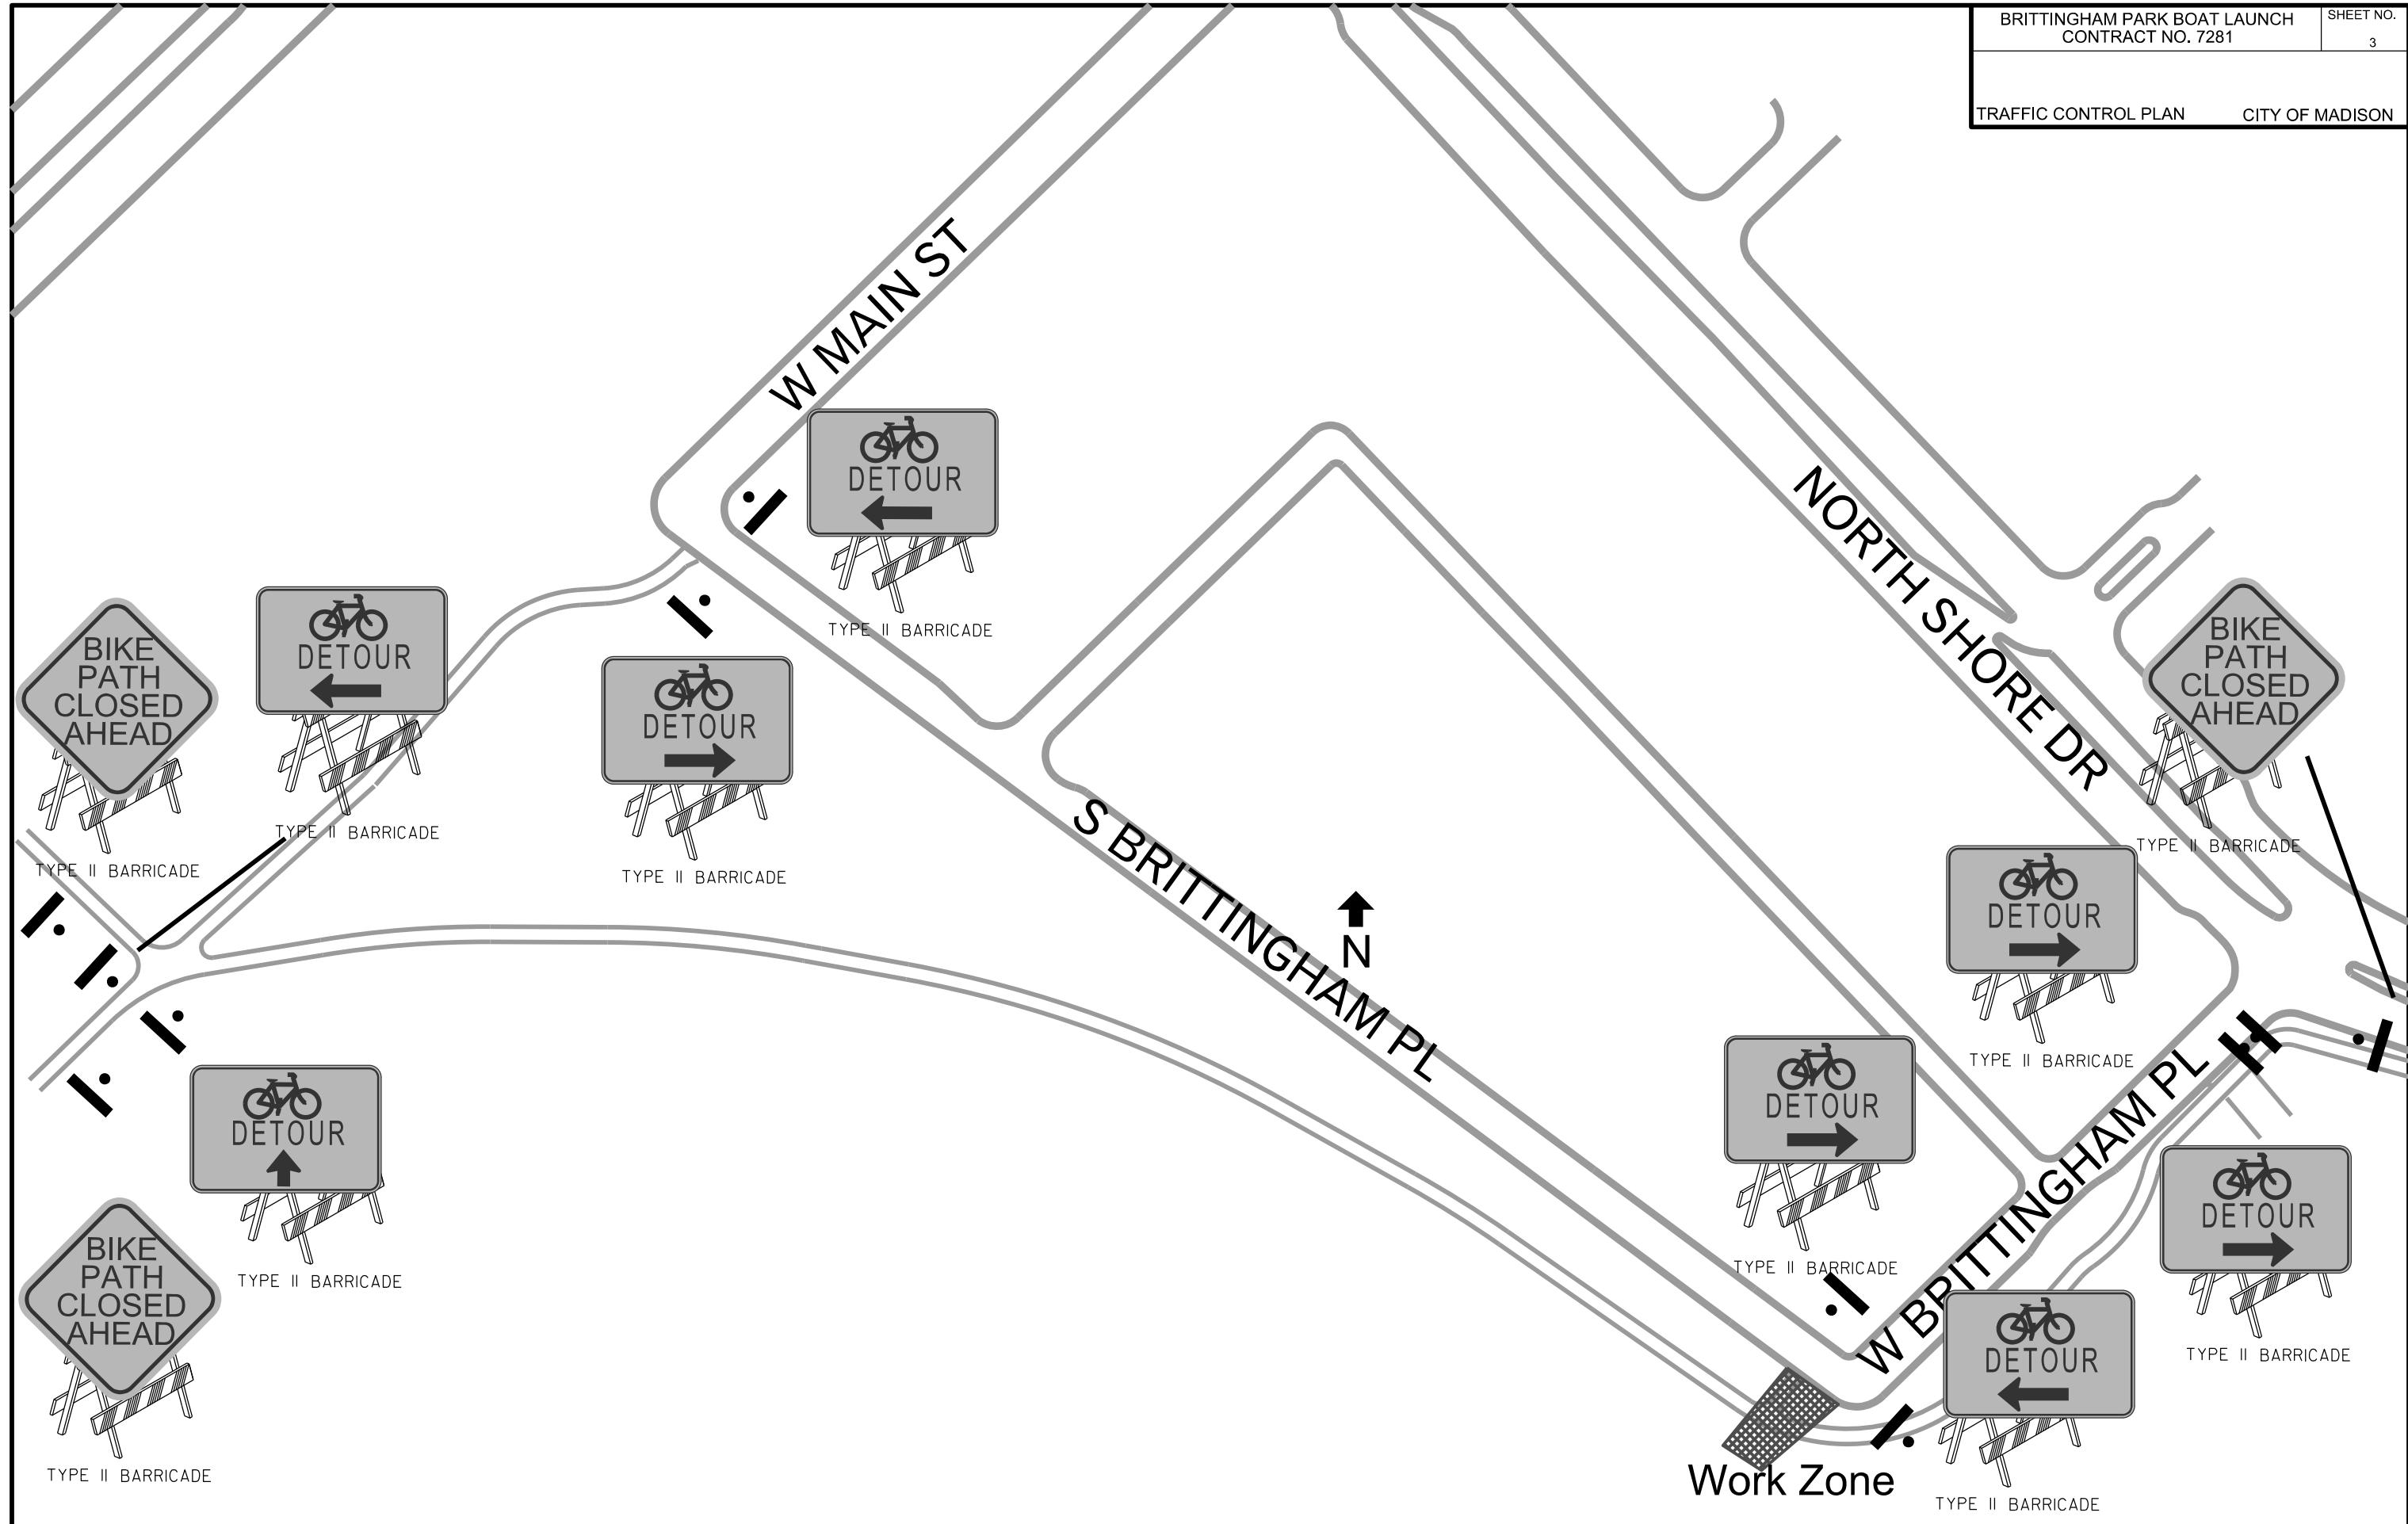 BRITTINGHAM PARK BOAT LAUNCH
CONTRACT NO. 7281
SHEET NO.
3
TRAFFIC CONTROL PLAN
CITY OF MADISON
W MAIN ST
DETOUR
TYPE II BARRICADE
NORTH SHORE DR
BIKE
PATH
CLOSED
AHEAD
TYPE II BARRICADE
DETOUR
TYPE II BARRICADE
DETOUR
TYPE II BARRICADE
BIKE
PATH
CLOSED
AHEAD
TYPE II BARRICADE
S BRITTINGHAM PL
N
DETOUR
TYPE II BARRICADE
DETOUR
TYPE II BARRICADE
W BRITTINGHAM PL
DETOUR
TYPE II BARRICADE
DETOUR
TYPE II BARRICADE
BIKE
PATH
CLOSED
AHEAD
TYPE II BARRICADE
DETOUR
TYPE II BARRICADE
Work Zone